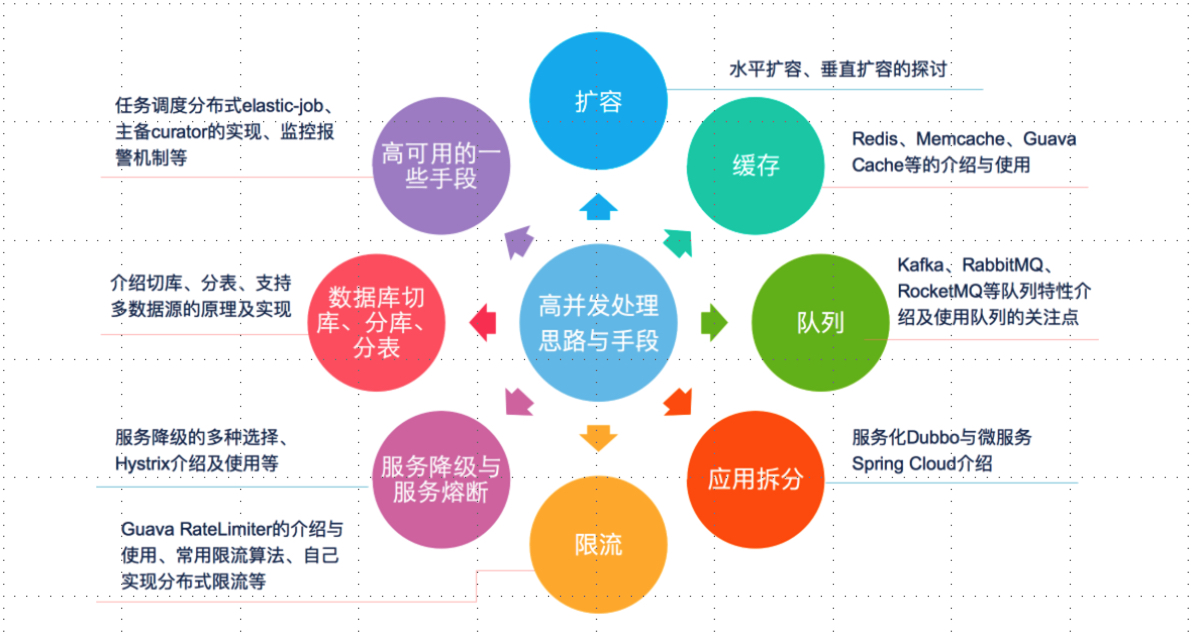 扩容
水平扩容、垂直扩容的探讨
缓存
Redis、Memcache、Guava
Cache等的介绍与使用
队列
Kafka、RabbitMQ、
RocketMQ等队列特性介
绍及使用队列的关注点
应用拆分
服务化Dubbo与微服务
Spring Cloud介绍
限流
Guava RateLimiter的介绍与
使用、常用限流算法、自己
实现分布式限流等
服务降级与
服务熔断
服务降级的多种选择、
Hystrix介绍及使用等
数据库切
库、分库、
分表
介绍切库、分表、支持
多数据源的原理及实现
高可用的一
些手段
任务调度分布式elastic-job、
主备curator的实现、监控报
警机制等
高并发处理
思路与手段